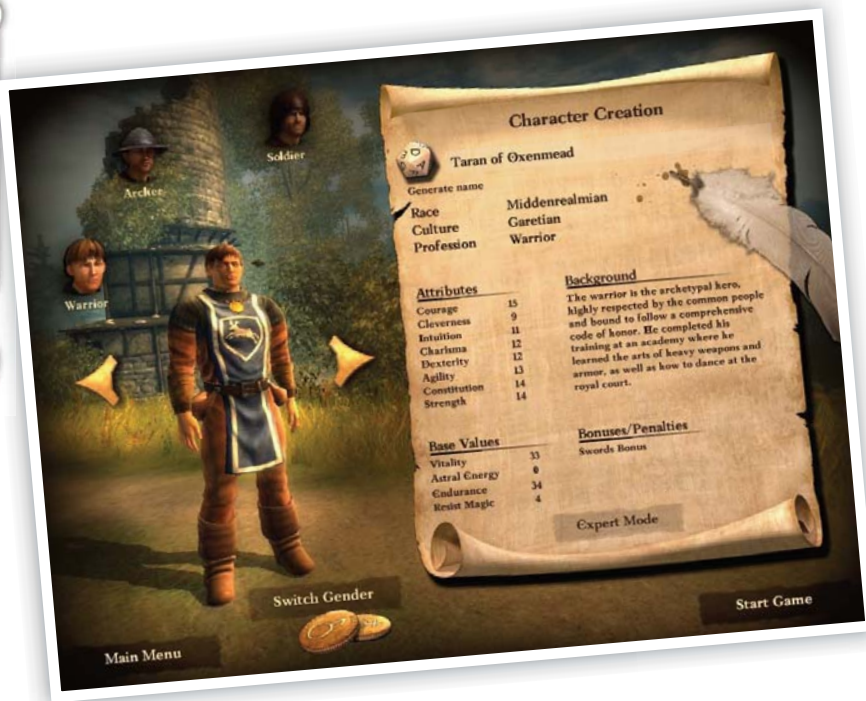 Archer
Soldier
Warrior
Character Creation
Taran of Oxenmead
Generate name
Race Middenrealmian
Culture Garetian
Profession Warrior
Attributes
Courage 15
Cleverness 9
Intuition 11
Charisma 12
Dexterity 12
Agility 13
Constitution 14
Strength 14
Background
The warrior is the archetypal hero,
highly respected by the common people
and bound to follow a comprehensive
code of honor. He completed his
training at an academy where he
learned the arts of heavy weapons and
armor, as well as how to dance at the
royal court.
Base Values
Vitality 33
Astral Energy 0
Endurance 34
Resist Magic 4
Bonuses/Penalties
Swords Bonus
Expert Mode
Switch Gender
Main Menu
Start Game